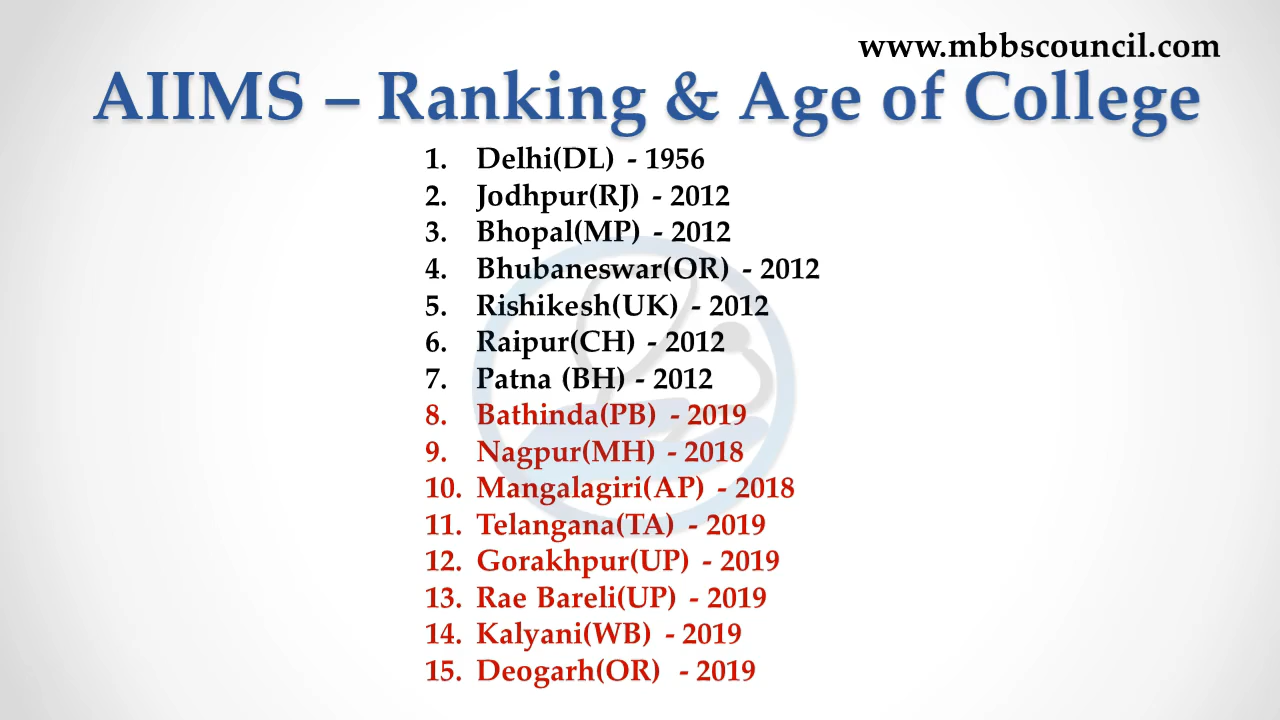 www.mbbscouncil.com
AIIMS – Ranking & Age of College
1. Delhi(DL) - 1956
2. Jodhpur(RJ) - 2012
3. Bhopal(MP) - 2012
4. Bhubaneswar(OR) - 2012
5. Rishikesh(UK) - 2012
6. Raipur(CH) - 2012
7. Patna (BH) - 2012
8. Bathinda(PB) - 2019
9. Nagpur(MH) - 2018
10. Mangalagiri(AP) - 2018
11. Telangana(TA) - 2019
12. Gorakhpur(UP) - 2019
13. Rae Bareli(UP) - 2019
14. Kalyani(WB) - 2019
15. Deogarh(OR) - 2019